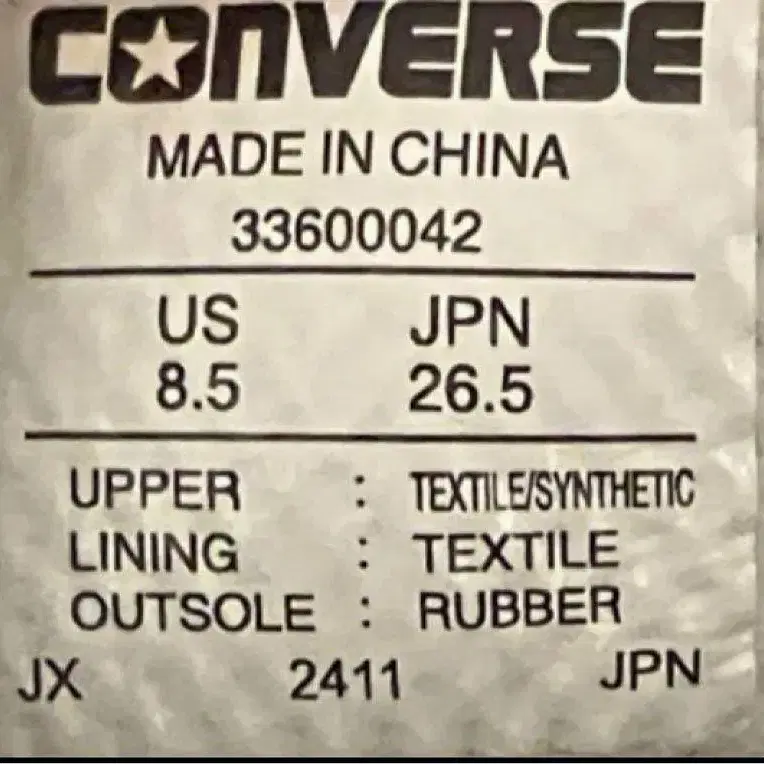 CONVERSE
MADE IN CHINA
33600042
US JPN
8.5 26.5
UPPER : TEXTILE/SYNTHETIC
LINING : TEXTILE
OUTSOLE : RUBBER
JX 2411 JPN